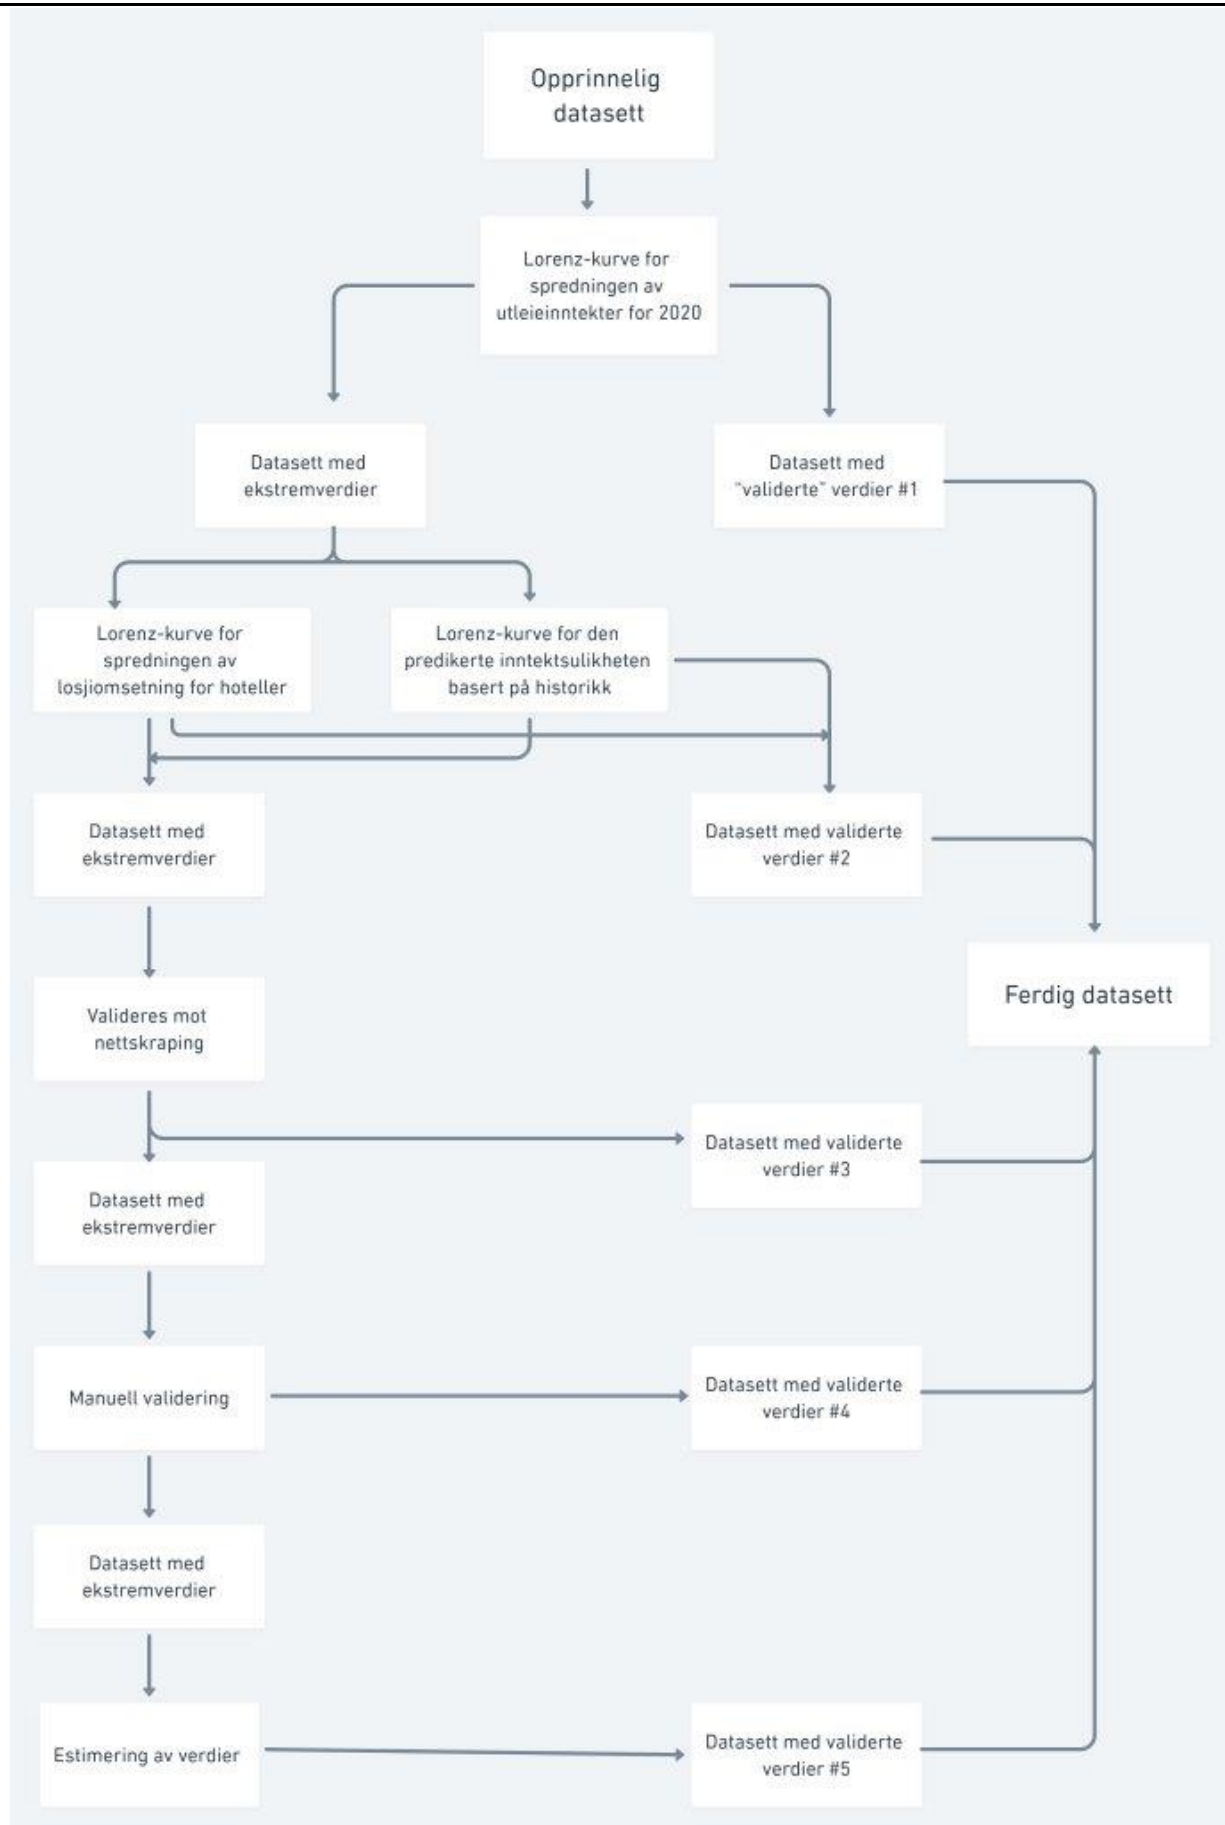 Opprinnelig
datasett
Lorenz-kurve for
spredningen av
utleieinntekter for 2020
Datasett med
ekstremverdier
Datasett med
"validerte" verdier #1
Lorenz-kurve for
spredningen av
losjiomsetning for hoteller
Lorenz-kurve for den
predikerte inntektsulikheten
basert på historikk
Datasett med
ekstremverdier
Datasett med validerte
verdier #2
Valideres mot
nettskraping
Ferdig datasett
Datasett med validerte
verdier #3
Datasett med
ekstremverdier
Manuell validering
Datasett med validerte
verdier #4
Datasett med
ekstremverdier
Estimering av verdier
Datasett med validerte
verdier #5